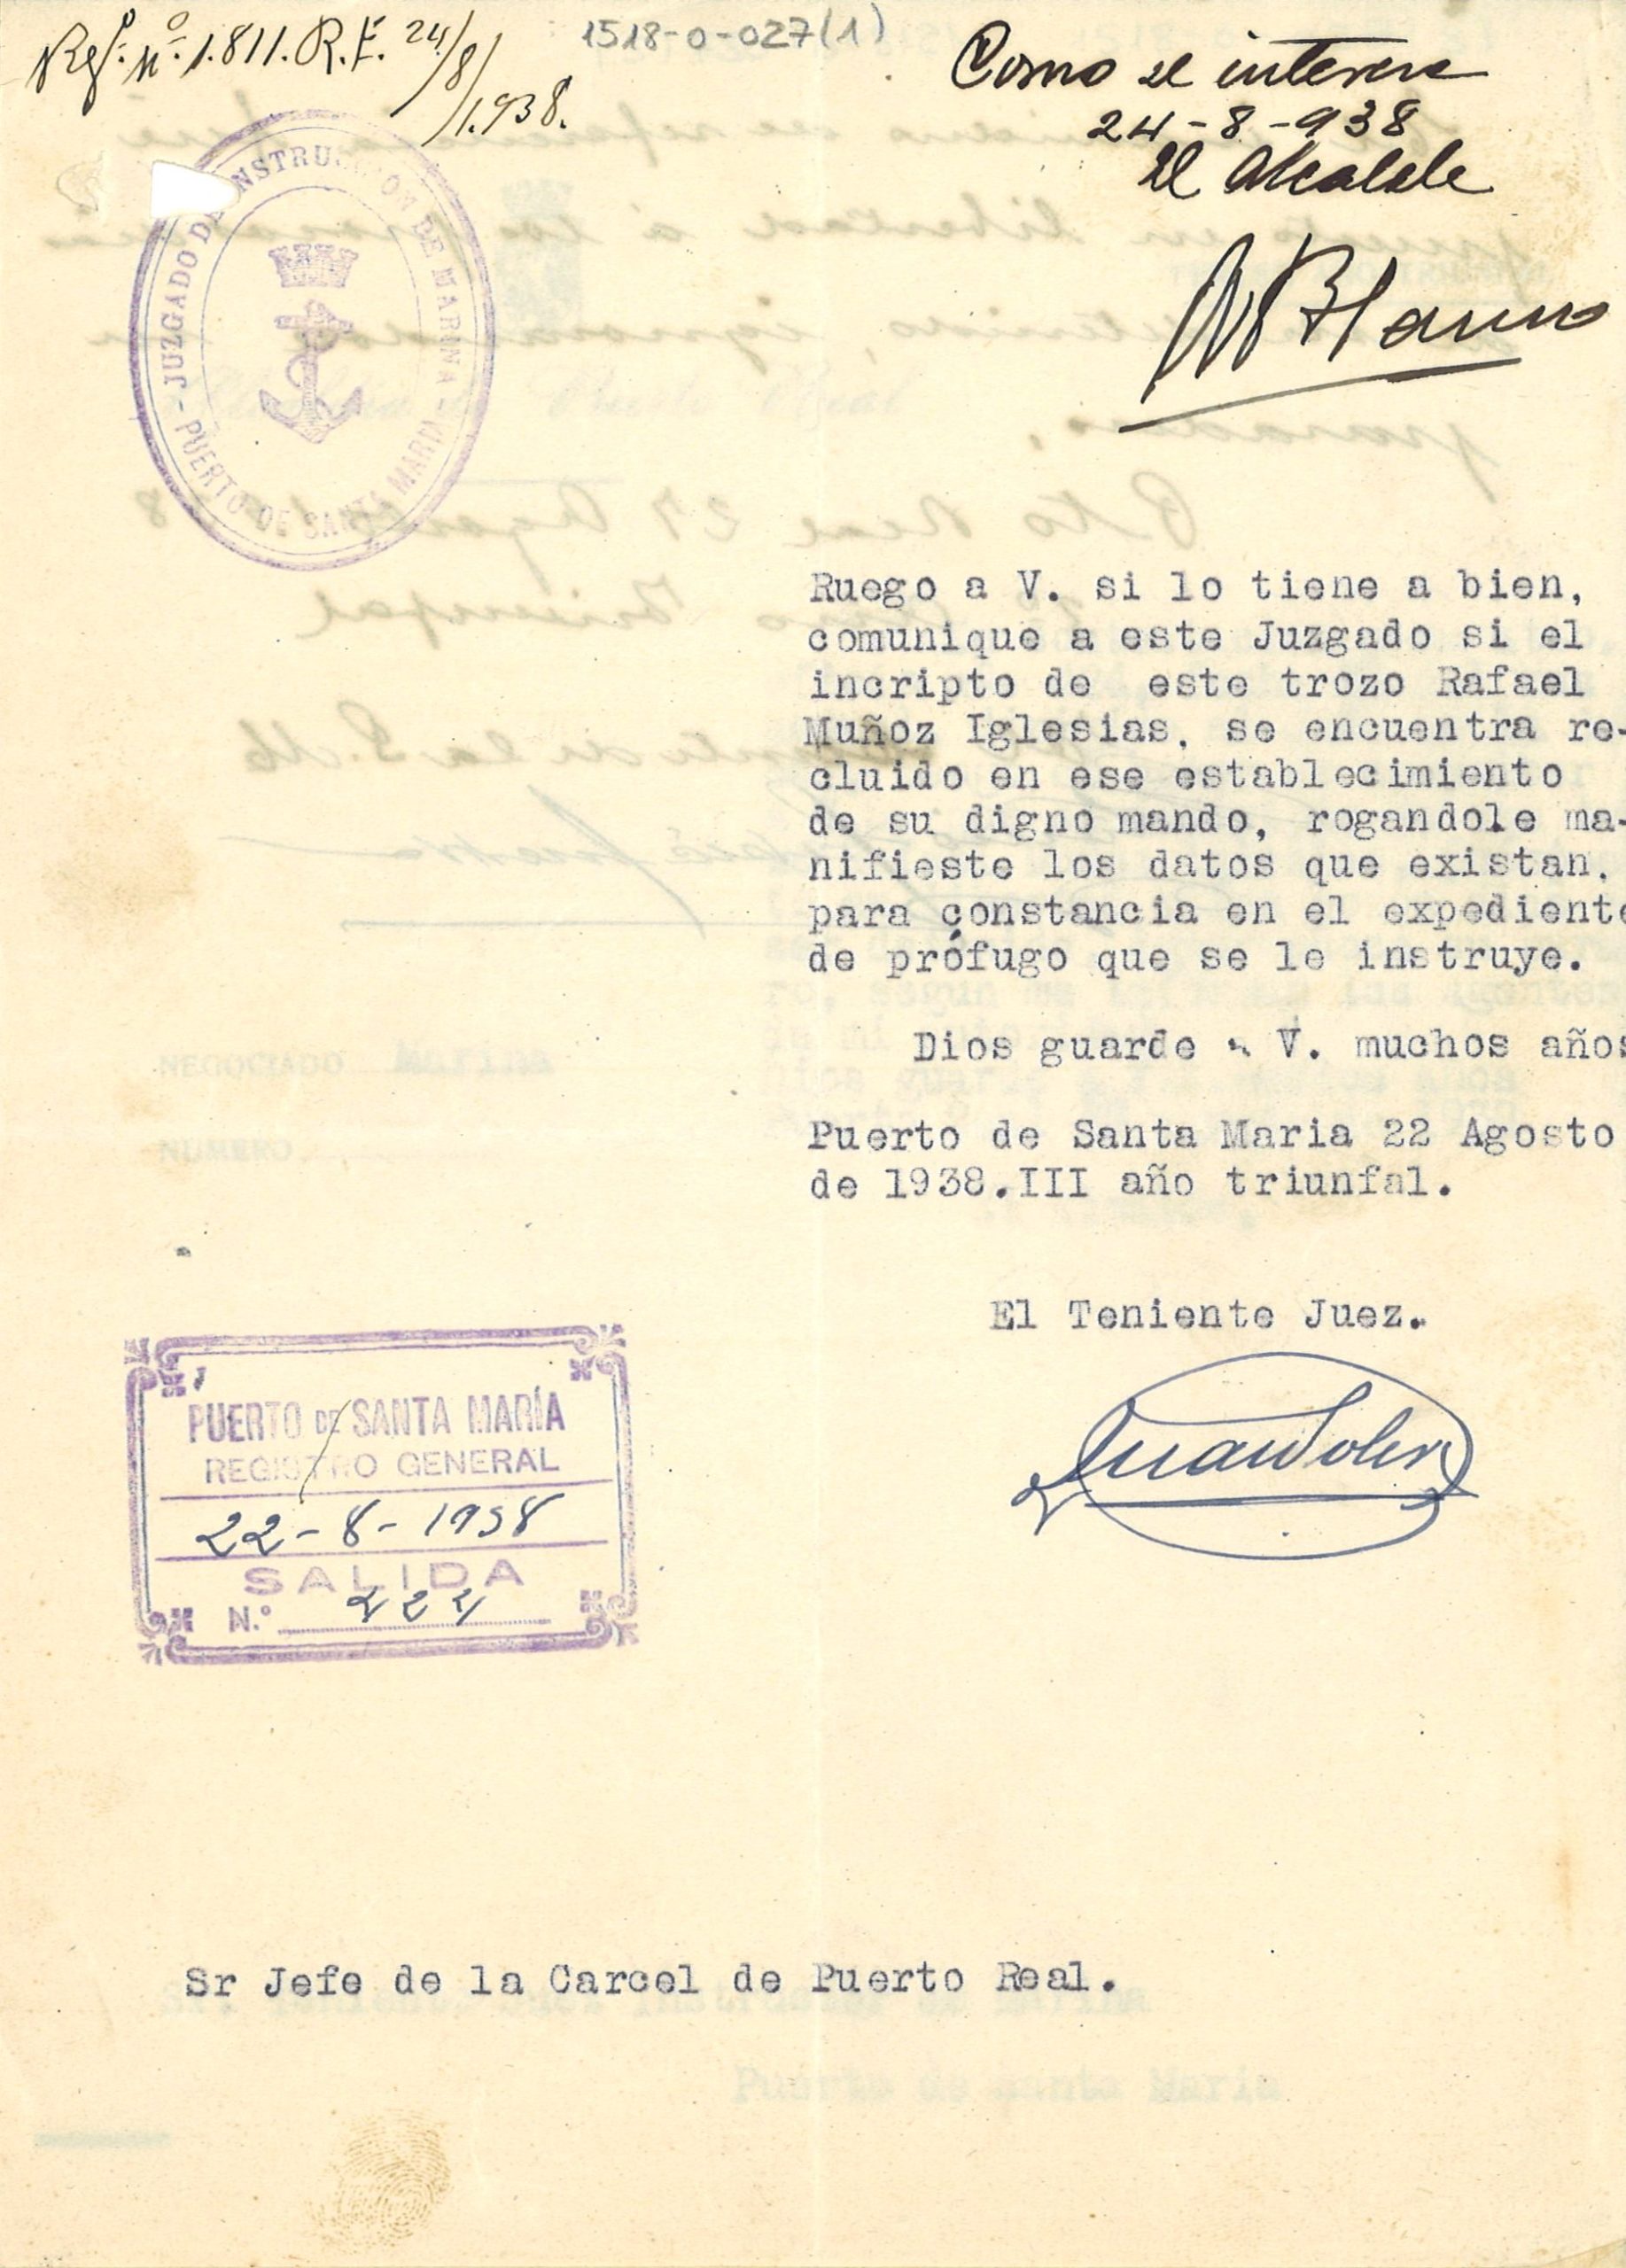 1518-0-027(1)
Refº. nº. 1.811. R.E. 24/8/1.938.
Como se interesa
24-8-938
El Alcalde
JUZGADO DE INSTRUCCION DE MARINA
- PUERTO DE SANTA MARIA -
Ruego a V. si lo tiene a bien,
comunique a este Juzgado si el
incripto de este trozo Rafael
Muñoz Iglesias, se encuentra re-
cluido en ese establecimiento
de su digno mando, rogandole ma-
nifieste los datos que existan,
para constancia en el expediente
de prófugo que se le instruye.
Dios guarde a V. muchos años
Puerto de Santa Maria 22 Agosto
de 1938.III año triunfal.
El Teniente Juez.
Juan Soler
PUERTO DE SANTA MARÍA
REGISTRO GENERAL
22-8-1938
SALIDA
N.º 222
Sr Jefe de la Carcel de Puerto Real.